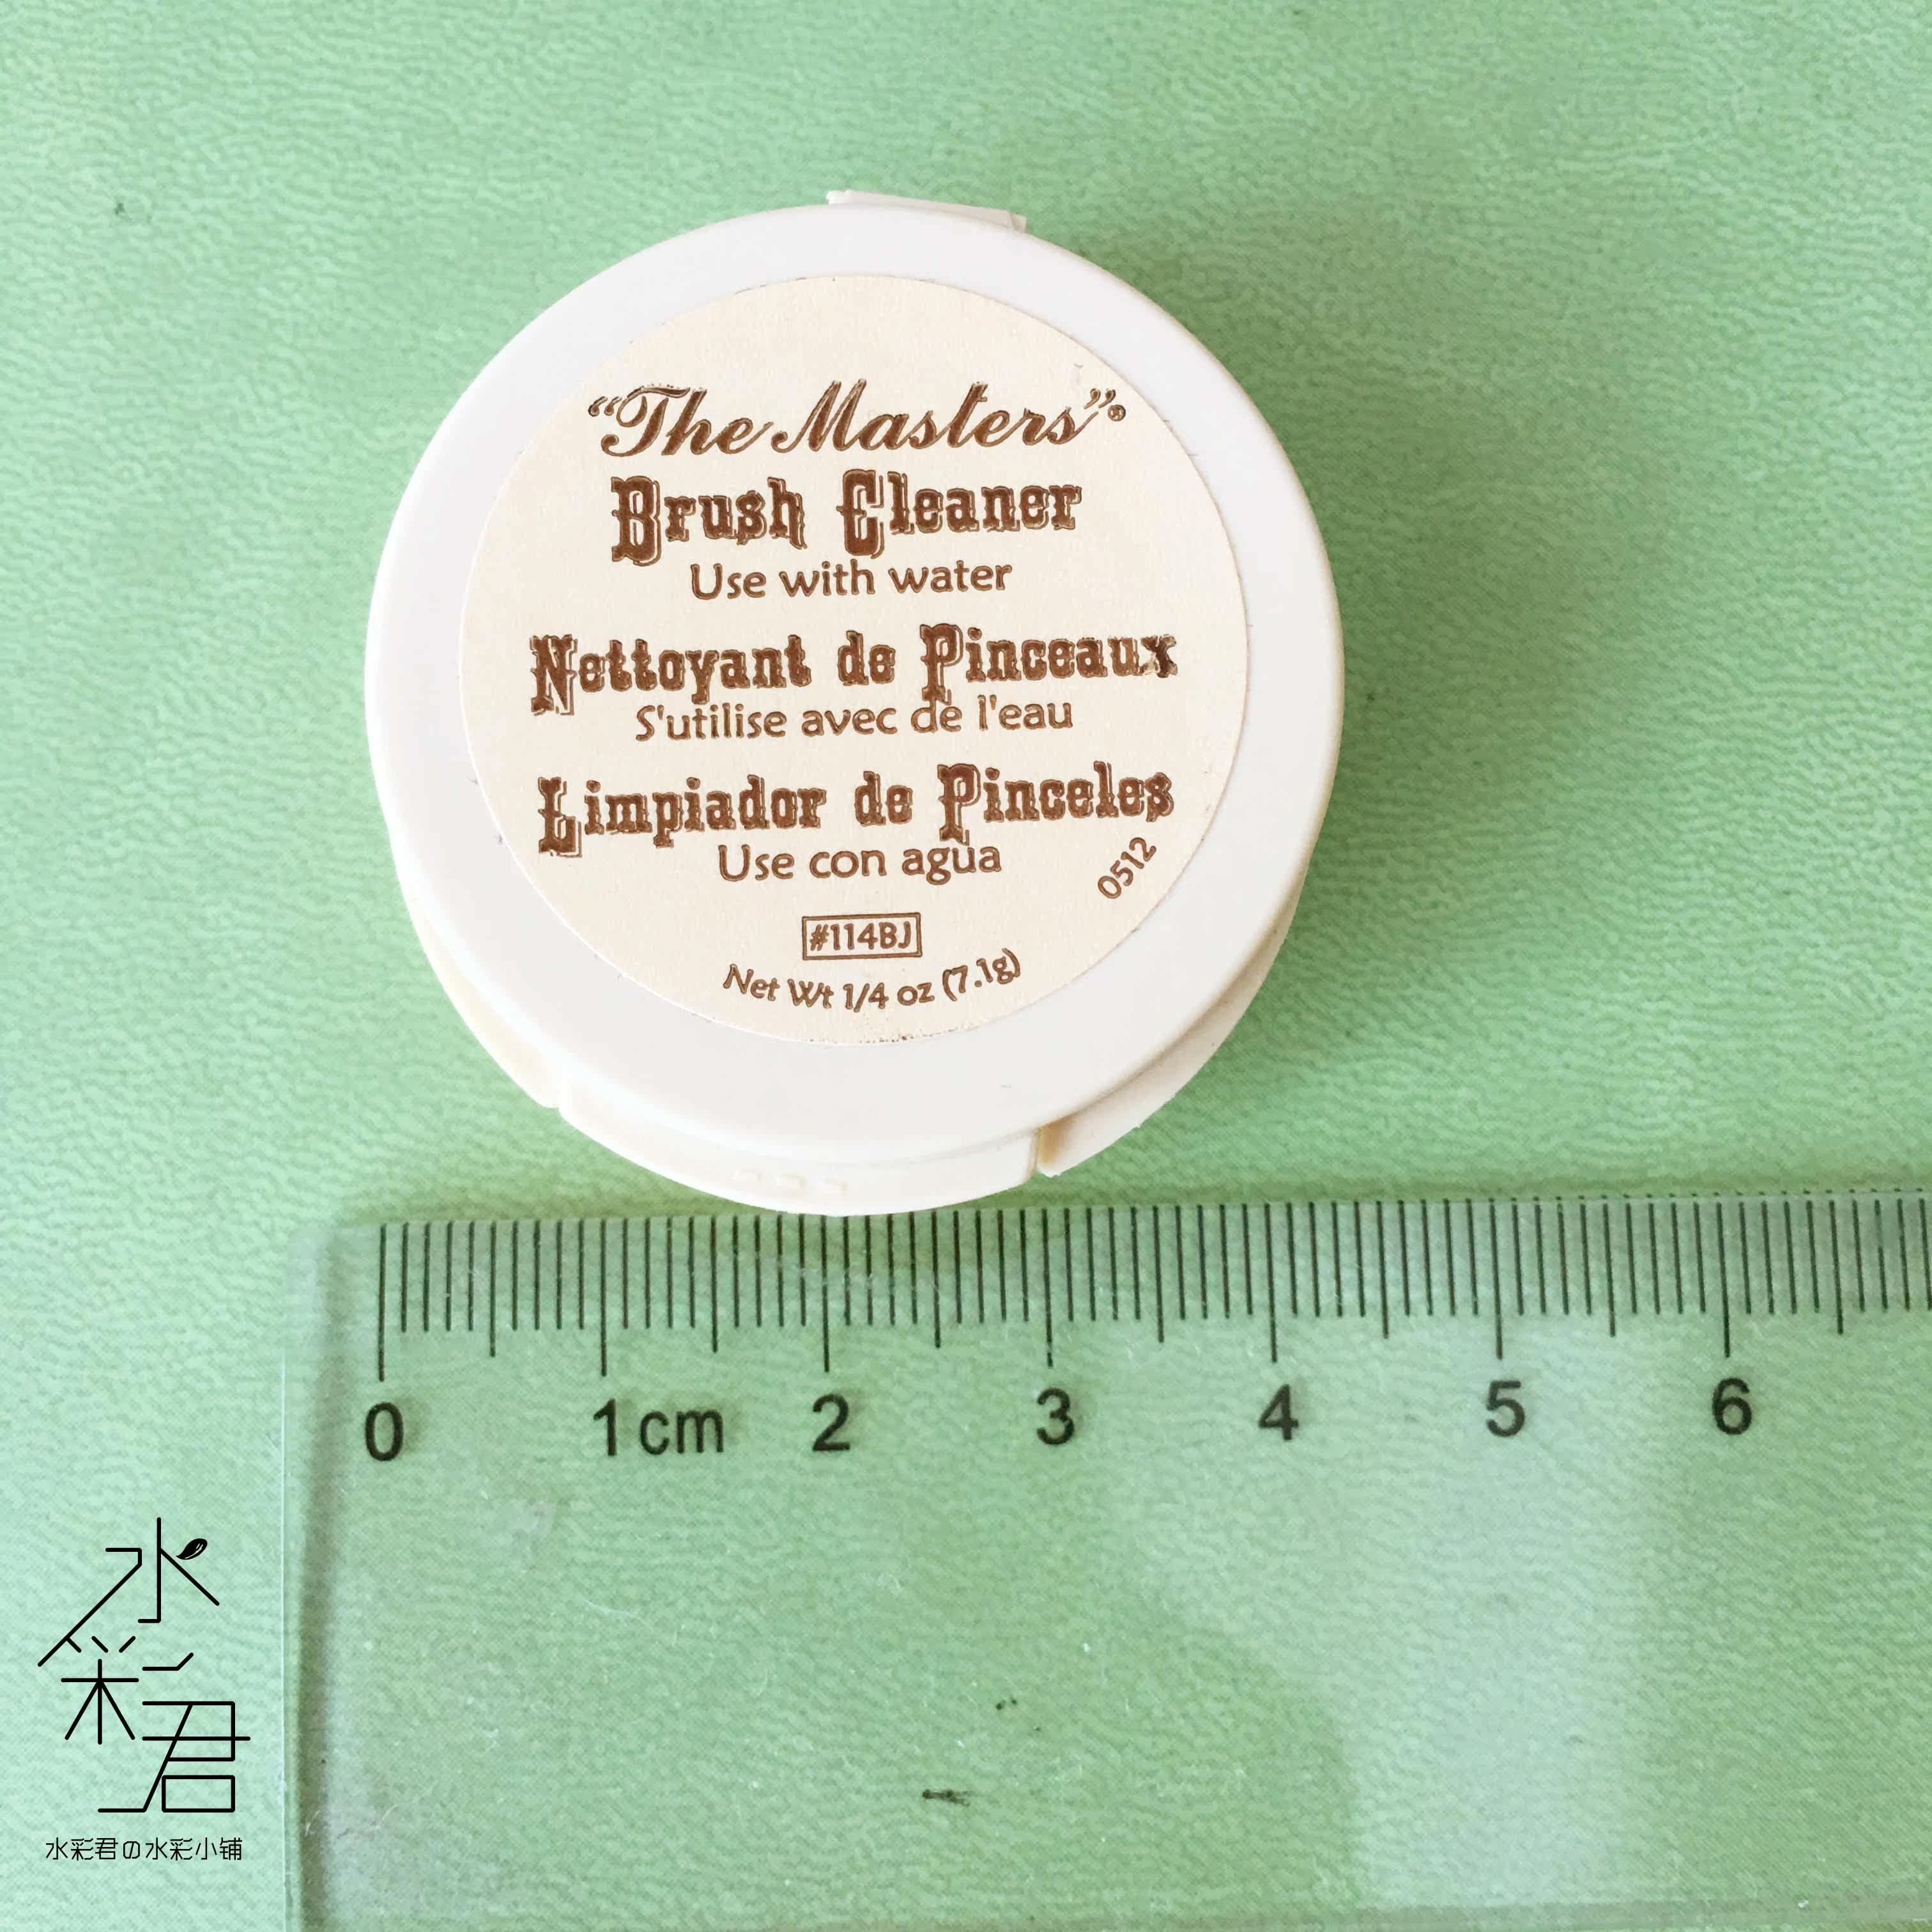 “The Masters”®
Brush Cleaner
Use with water
Nettoyant de Pinceaux
S'utilise avec de l'eau
Limpiador de Pinceles
Use con agua
0512
#114BJ
Net Wt 1/4 oz (7.1g)
0 1cm 2 3 4 5 6
水
彩
君
水彩君の水彩小铺